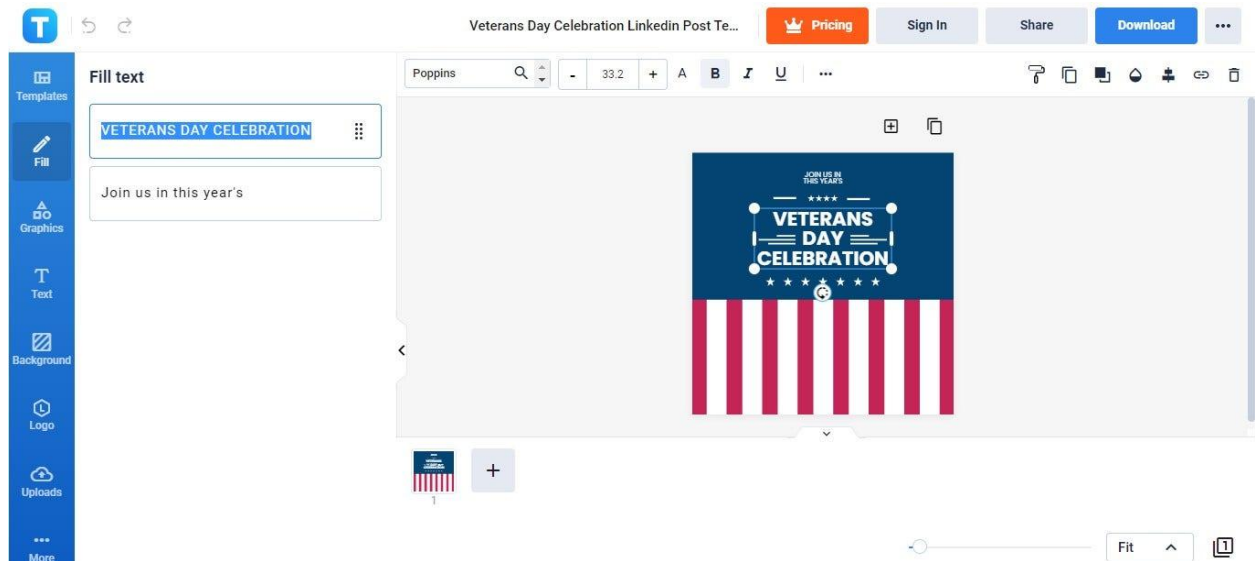 T
Veterans Day Celebration Linkedin Post Te...
Pricing
Sign In
Share
Download
Templates
Fill
Graphics
Text
Background
Logo
Uploads
More
Fill text
VETERANS DAY CELEBRATION
Join us in this year's
Poppins
- 33.2 + A B I U
JOIN US IN
THIS YEAR'S
VETERANS
DAY
CELEBRATION
1
Fit
1